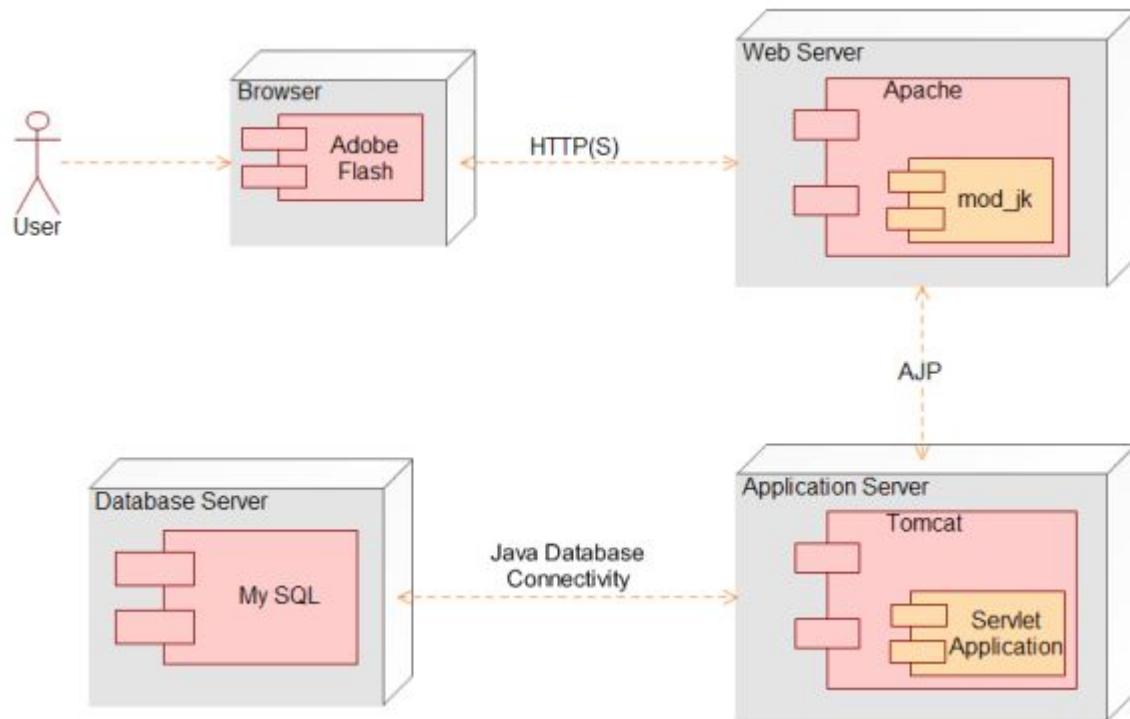 Web Server
Apache
Browser
Adobe
Flash
HTTP(S)
mod_jk
User
AJP
Database Server
Application Server
Tomcat
Java Database
Connectivity
My SQL
Servlet
Application